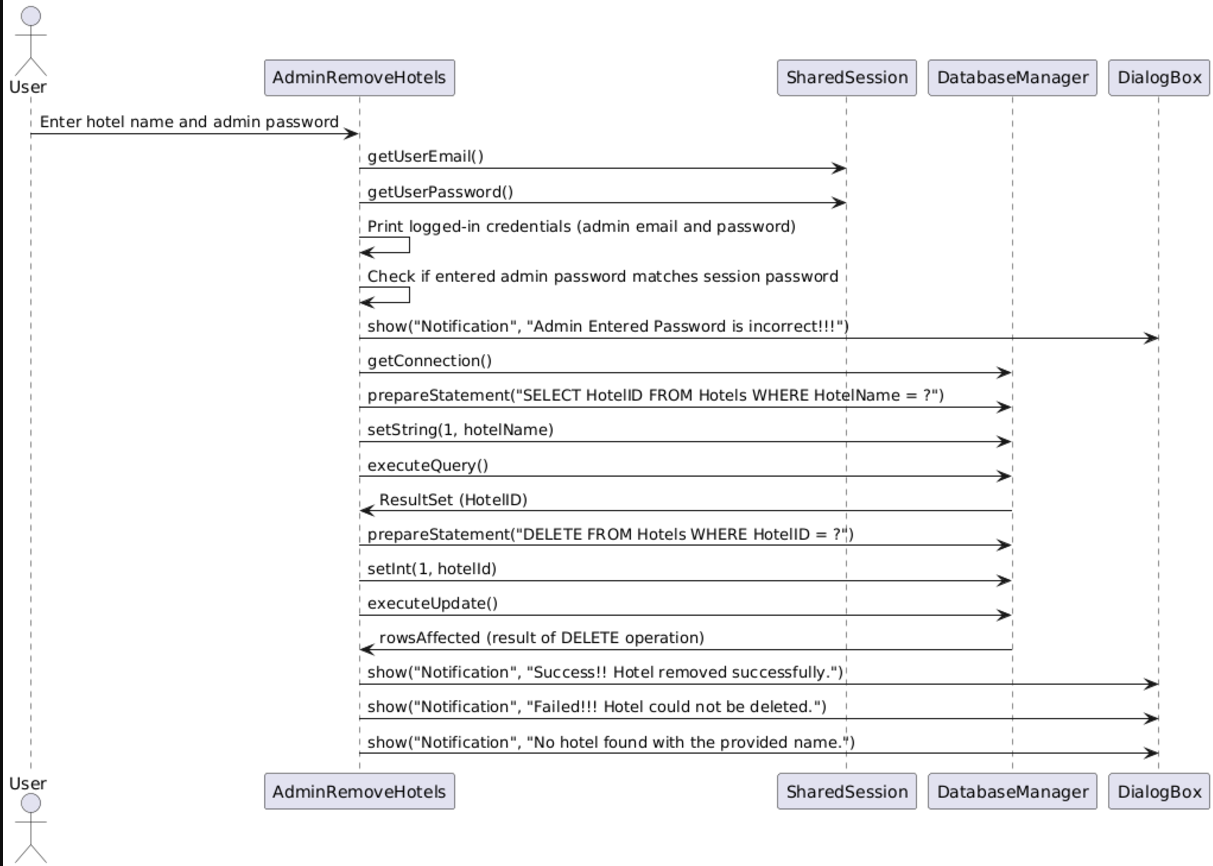 User
AdminRemoveHotels
SharedSession
DatabaseManager
DialogBox
Enter hotel name and admin password
getUserEmail()
getUserPassword()
Print logged-in credentials (admin email and password)
Check if entered admin password matches session password
show("Notification", "Admin Entered Password is incorrect!!!")
getConnection()
prepareStatement("SELECT HotelID FROM Hotels WHERE HotelName = ?")
setString(1, hotelName)
executeQuery()
ResultSet (HotelID)
prepareStatement("DELETE FROM Hotels WHERE HotelID = ?")
setInt(1, hotelId)
executeUpdate()
rowsAffected (result of DELETE operation)
show("Notification", "Success!! Hotel removed successfully.")
show("Notification", "Failed!!! Hotel could not be deleted.")
show("Notification", "No hotel found with the provided name.")
User
AdminRemoveHotels
SharedSession
DatabaseManager
DialogBox